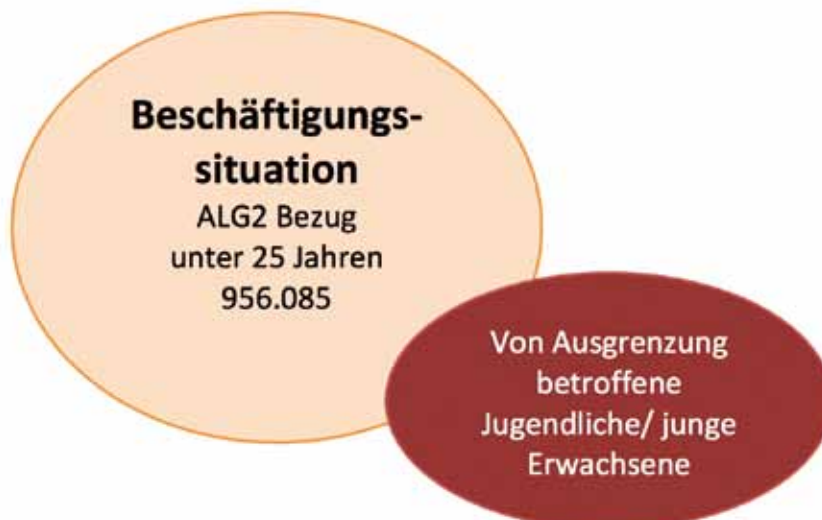 Beschäftigungs-
situation
ALG2 Bezug
unter 25 Jahren
956.085
Von Ausgrenzung
betroffene
Jugendliche/ junge
Erwachsene